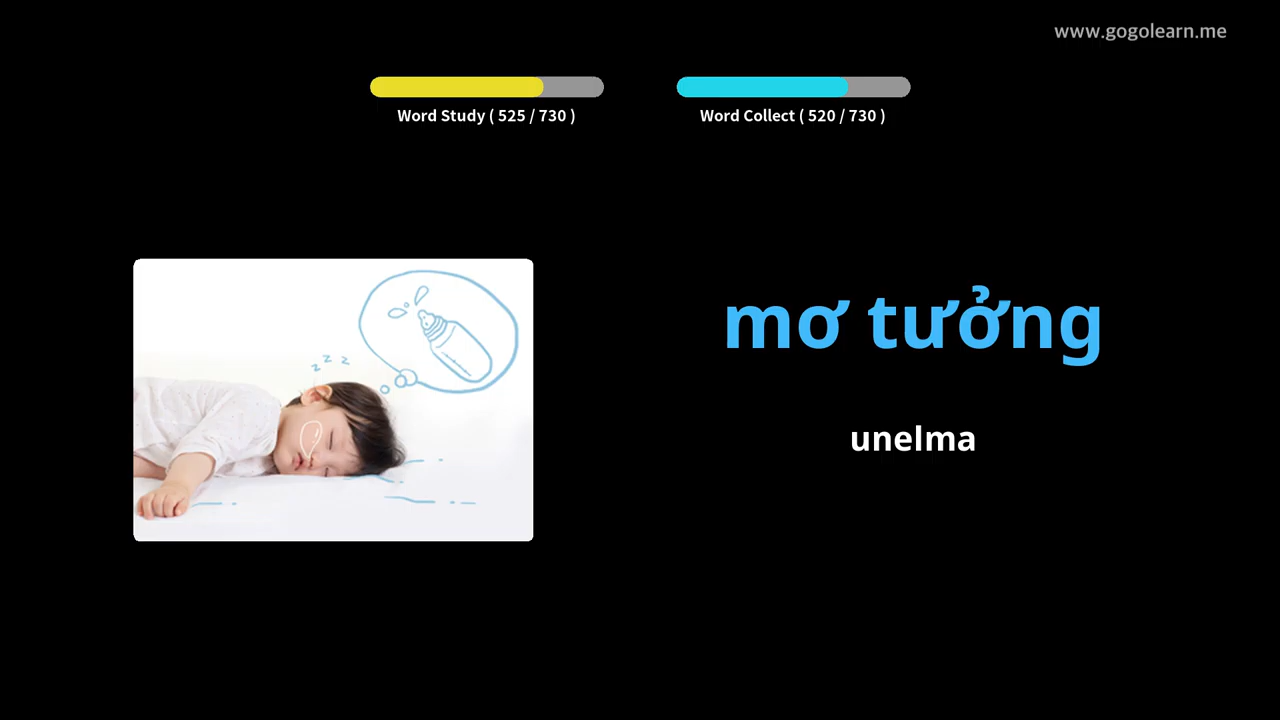 www.gogolearn.me
Word Study ( 525 / 730 )
Word Collect ( 520 / 730 )
z z z
mơ tưởng
unelma